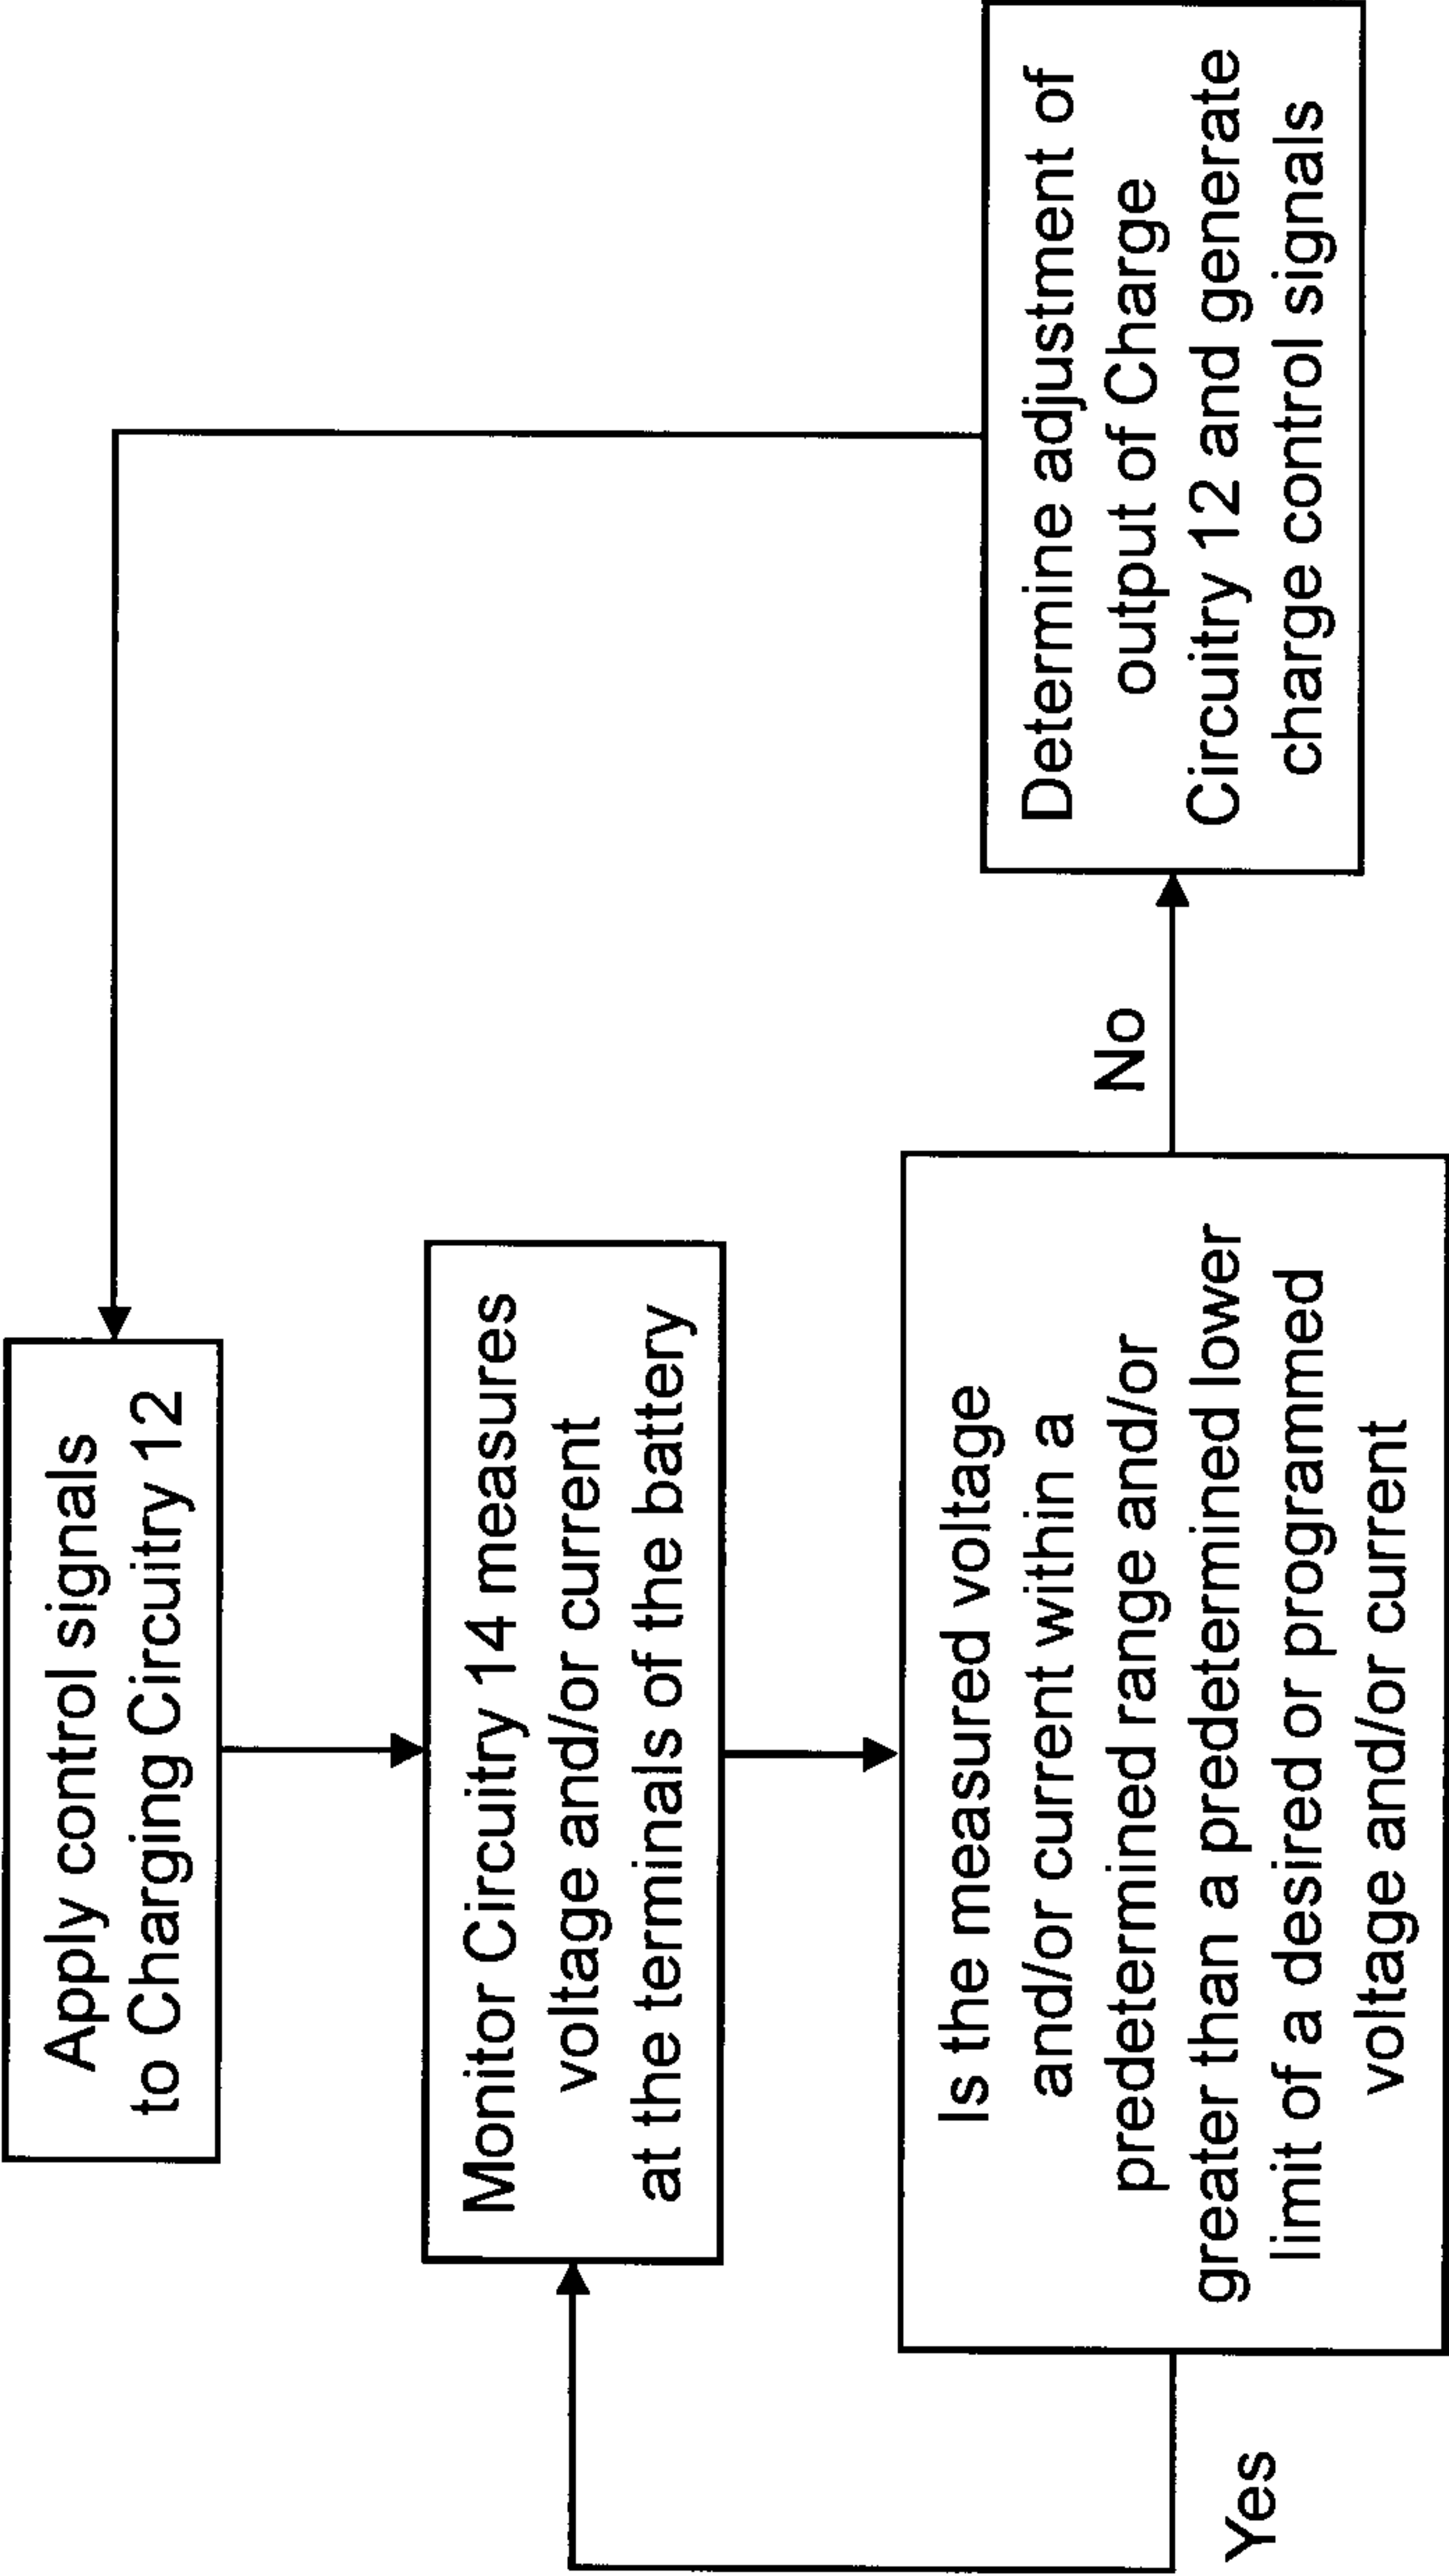 Apply control signals
to Charging Circuitry 12
Monitor Circuitry 14 measures
voltage and/or current
at the terminals of the battery
Is the measured voltage
and/or current within a
predetermined range and/or
greater than a predetermined lower
limit of a desired or programmed
voltage and/or current
Yes
No
Determine adjustment of
output of Charge
Circuitry 12 and generate
charge control signals